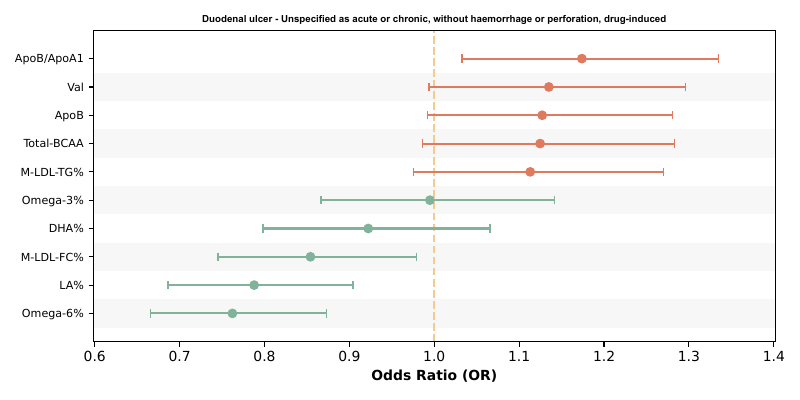 Duodenal ulcer - Unspecified as acute or chronic, without haemorrhage or perforation, drug-induced
ApoB/ApoA1
Val
ApoB
Total-BCAA
M-LDL-TG%
Omega-3%
DHA%
M-LDL-FC%
LA%
Omega-6%
0.6 0.7 0.8 0.9 1.0 1.1 1.2 1.3 1.4
Odds Ratio (OR)